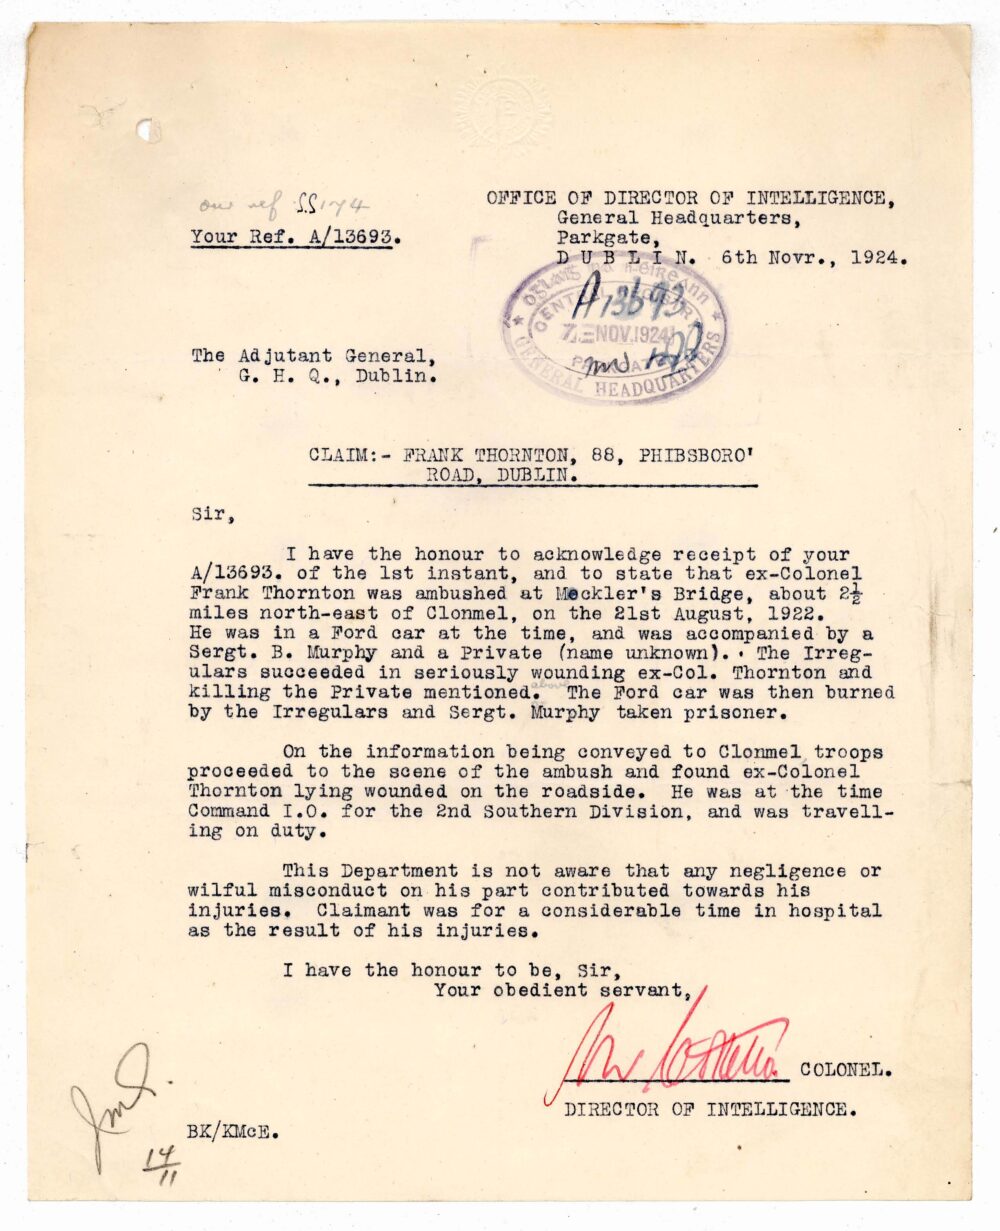 our ref S.S 174
Your Ref. A/13693.
OFFICE OF DIRECTOR OF INTELLIGENCE,
General Headquarters,
Parkgate,
D U B L I N.  6th Novr., 1924.
A13693
7 NOV. 1924
GENERAL HEADQUARTERS
The Adjutant General,
G. H. Q., Dublin.
CLAIM:- FRANK THORNTON, 88, PHIBSBORO'
ROAD, DUBLIN.
Sir,
I have the honour to acknowledge receipt of your
A/13693. of the 1st instant, and to state that ex-Colonel
Frank Thornton was ambushed at Meckler's Bridge, about 2½
miles north-east of Clonmel, on the 21st August, 1922.
He was in a Ford car at the time, and was accompanied by a
Sergt. B. Murphy and a Private (name unknown). The Irreg-
ulars succeeded in seriously wounding ex-Col. Thornton and
killing the Private mentioned. above The Ford car was then burned
by the Irregulars and Sergt. Murphy taken prisoner.
On the information being conveyed to Clonmel troops
proceeded to the scene of the ambush and found ex-Colonel
Thornton lying wounded on the roadside. He was at the time
Command I.O. for the 2nd Southern Division, and was travell-
ing on duty.
This Department is not aware that any negligence or
wilful misconduct on his part contributed towards his
injuries. Claimant was for a considerable time in hospital
as the result of his injuries.
I have the honour to be, Sir,
Your obedient servant,
COLONEL.
DIRECTOR OF INTELLIGENCE.
BK/KMcE.
14/11